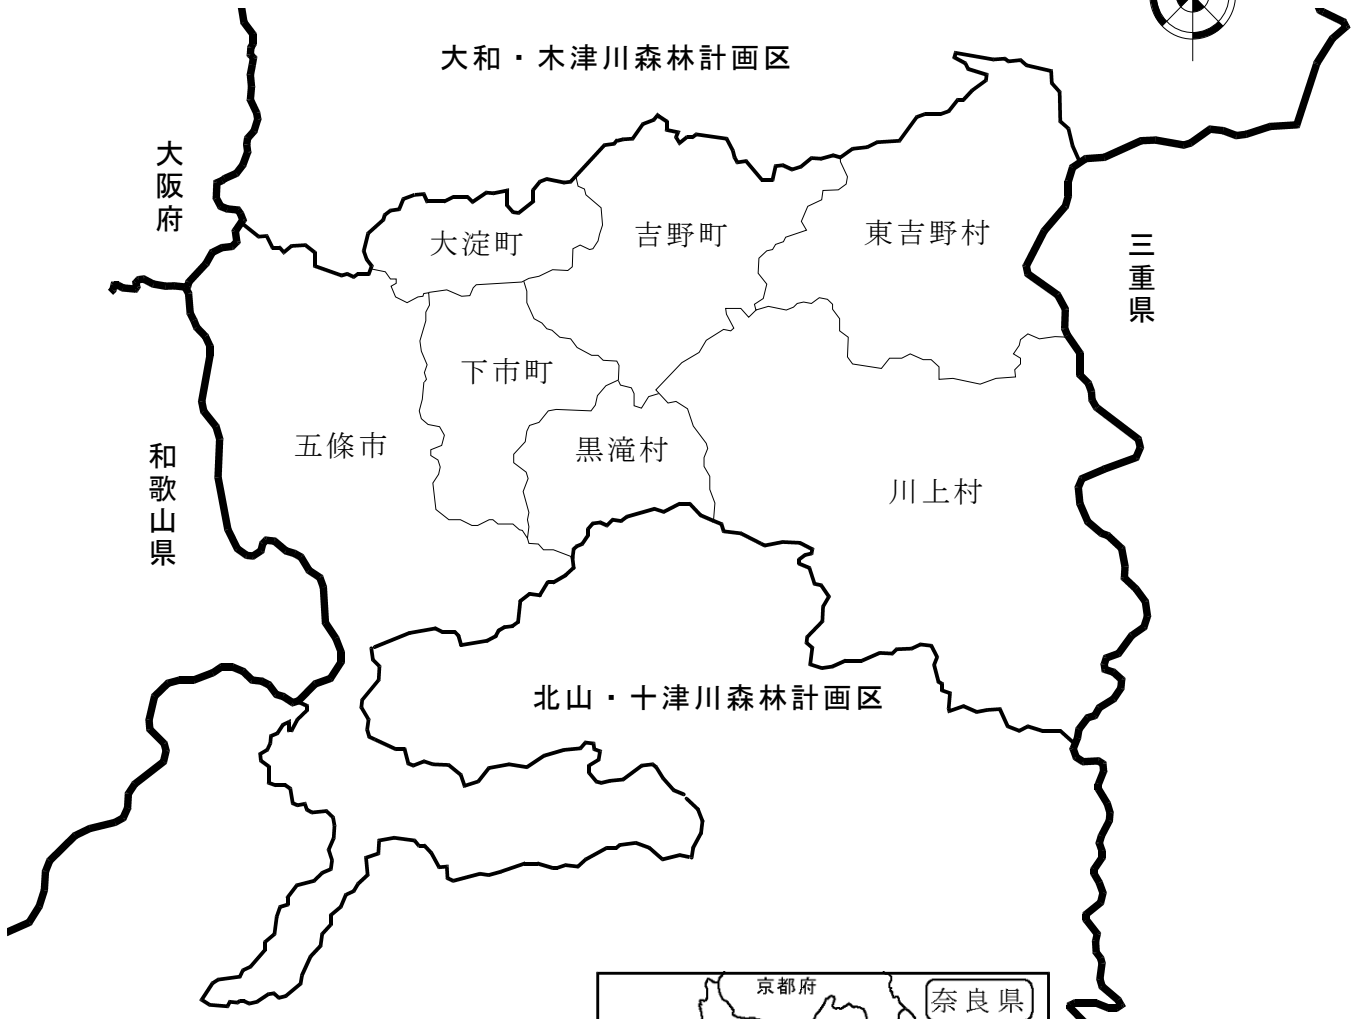 大和・木津川森林計画区
大阪府
大淀町
吉野町
東吉野村
三重県
下市町
五條市
黒滝村
和歌山県
川上村
北山・十津川森林計画区
京都府
奈良県